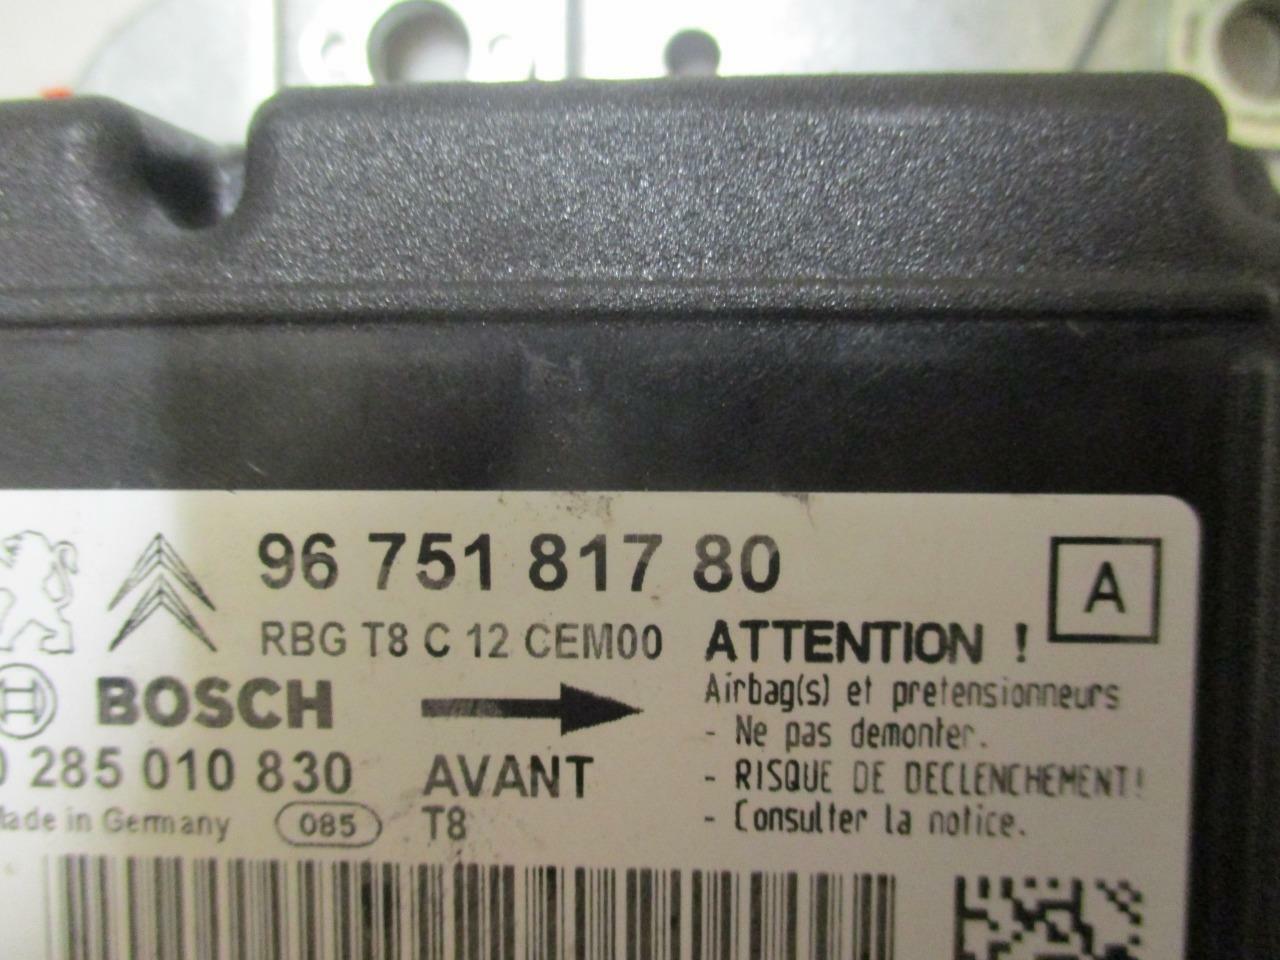 96 751 817 80
A
RBG T8 C 12 CEM00
ATTENTION !
BOSCH
Airbag(s) et pretensionneurs
- Ne pas demonter.
0 285 010 830
AVANT
- RISQUE DE DECLENCHEMENT!
Made in Germany
085
T8
- Consulter la notice.